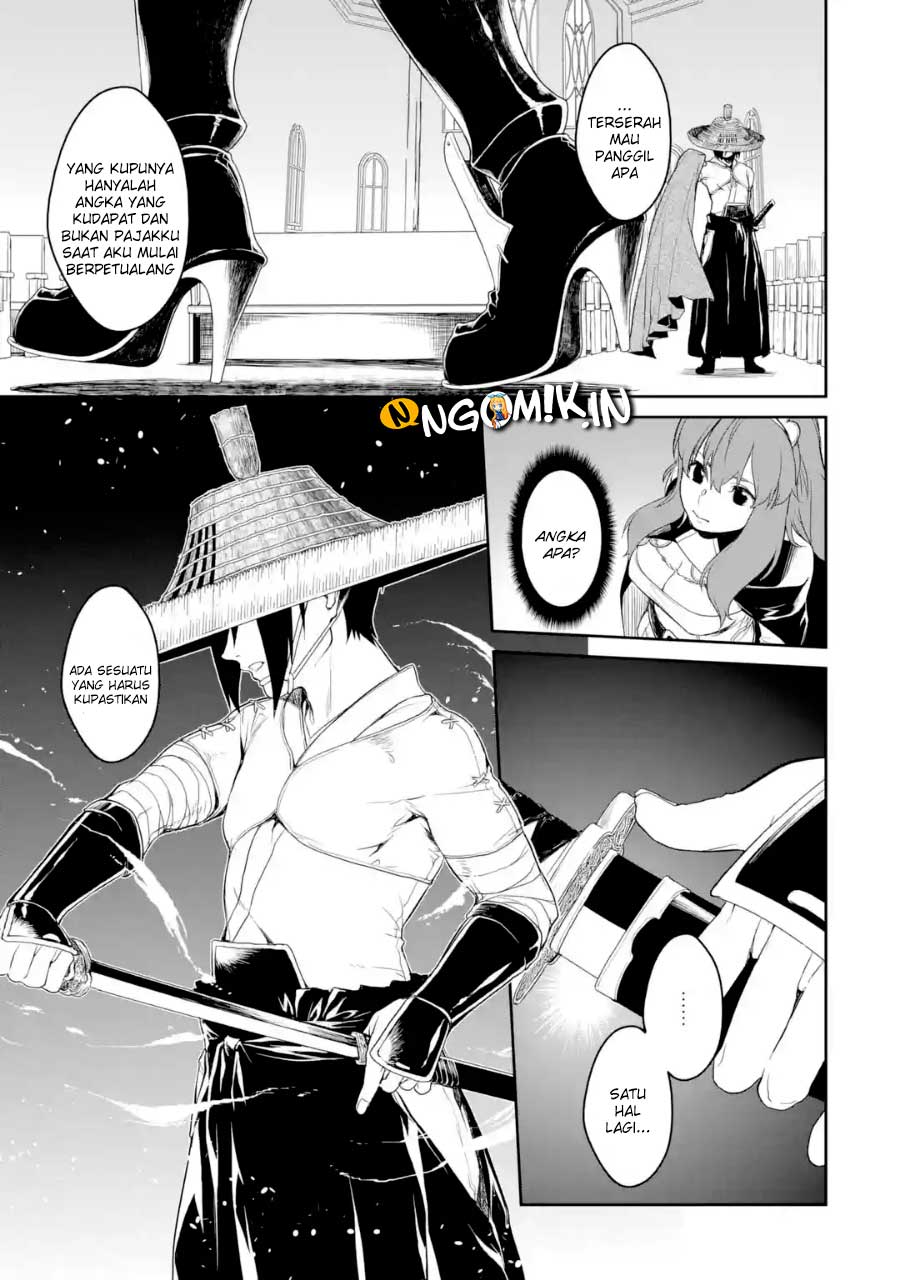 ...
TERSERAH
MAU
PANGGIL
APA
YANG KUPUNYA
HANYALAH
ANGKA YANG
KUDAPAT DAN
BUKAN PAJAKKU
SAAT AKU MULAI
BERPETUALANG
NGOMIK.IN
ANGKA
APA?
......
SATU
HAL
LAGI...
ADA SESUATU
YANG HARUS
KUPASTIKAN